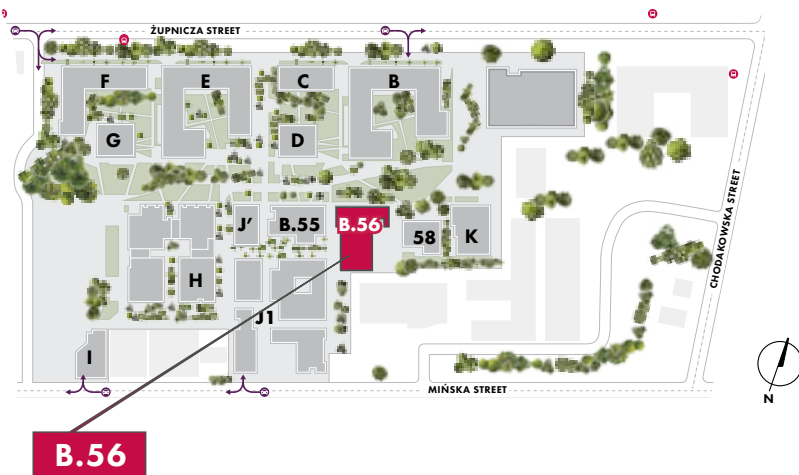 ŻUPNICZA STREET
F
E
C
B
G
D
CHODAKOWSKA STREET
J’
B.55
B.56
58
K
H
J1
I
MIŃSKA STREET
N
B.56